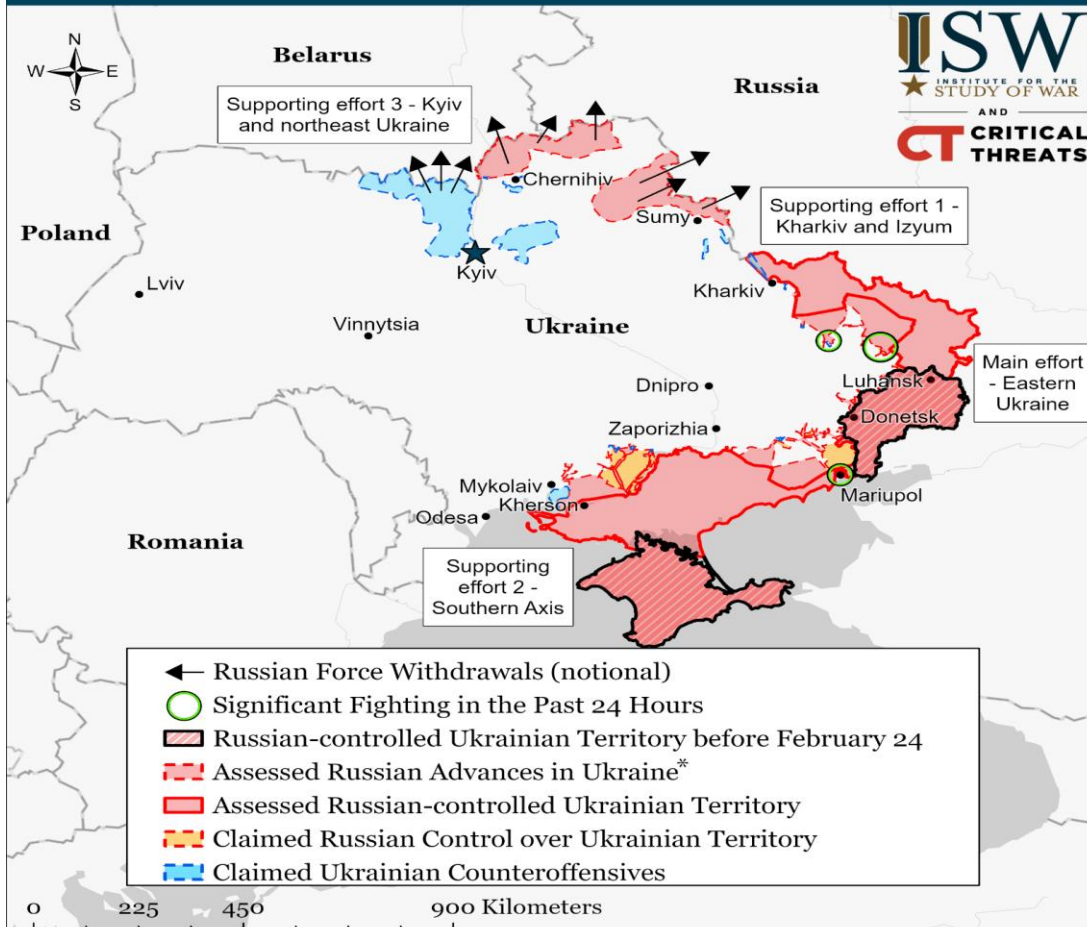 N
W E
S
Belarus
Russia
ISW
INSTITUTE FOR THE
STUDY OF WAR
AND
CT CRITICAL
THREATS
Supporting effort 3 - Kyiv
and northeast Ukraine
Chernihiv
Sumy
Supporting effort 1 -
Kharkiv and Izyum
Poland
Kyiv
Lviv
Kharkiv
Vinnytsia
Ukraine
Main effort
- Eastern
Ukraine
Luhansk
Dnipro
Donetsk
Zaporizhia
Mykolaiv
Mariupol
Kherson
Odesa
Romania
Supporting
effort 2 -
Southern Axis
Russian Force Withdrawals (notional)
Significant Fighting in the Past 24 Hours
Russian-controlled Ukrainian Territory before February 24
Assessed Russian Advances in Ukraine*
Assessed Russian-controlled Ukrainian Territory
Claimed Russian Control over Ukrainian Territory
Claimed Ukrainian Counteroffensives
0 225 450 900 Kilometers